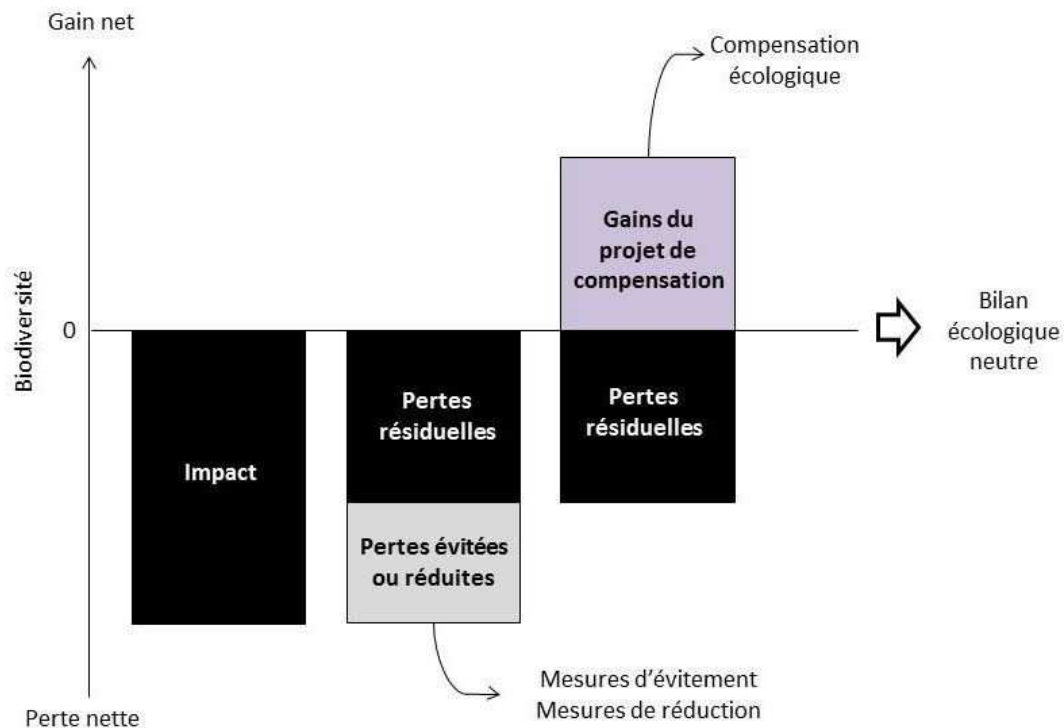 Gain net
Compensation
écologique
Gains du
projet de
compensation
Biodiversité
0
Bilan
écologique
neutre
Impact
Pertes
résiduelles
Pertes
résiduelles
Pertes évitées
ou réduites
Mesures d'évitement
Mesures de réduction
Perte nette